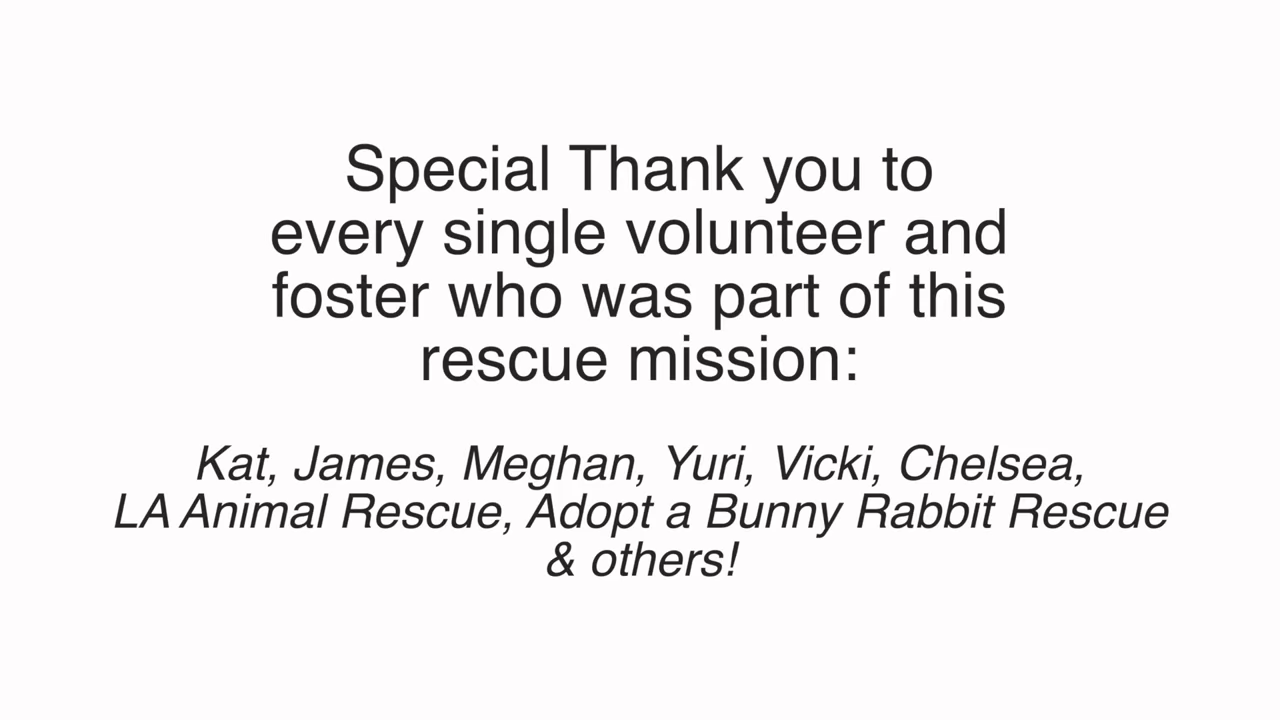 Special Thank you to
every single volunteer and
foster who was part of this
rescue mission:
Kat, James, Meghan, Yuri, Vicki, Chelsea,
LA Animal Rescue, Adopt a Bunny Rabbit Rescue
& others!